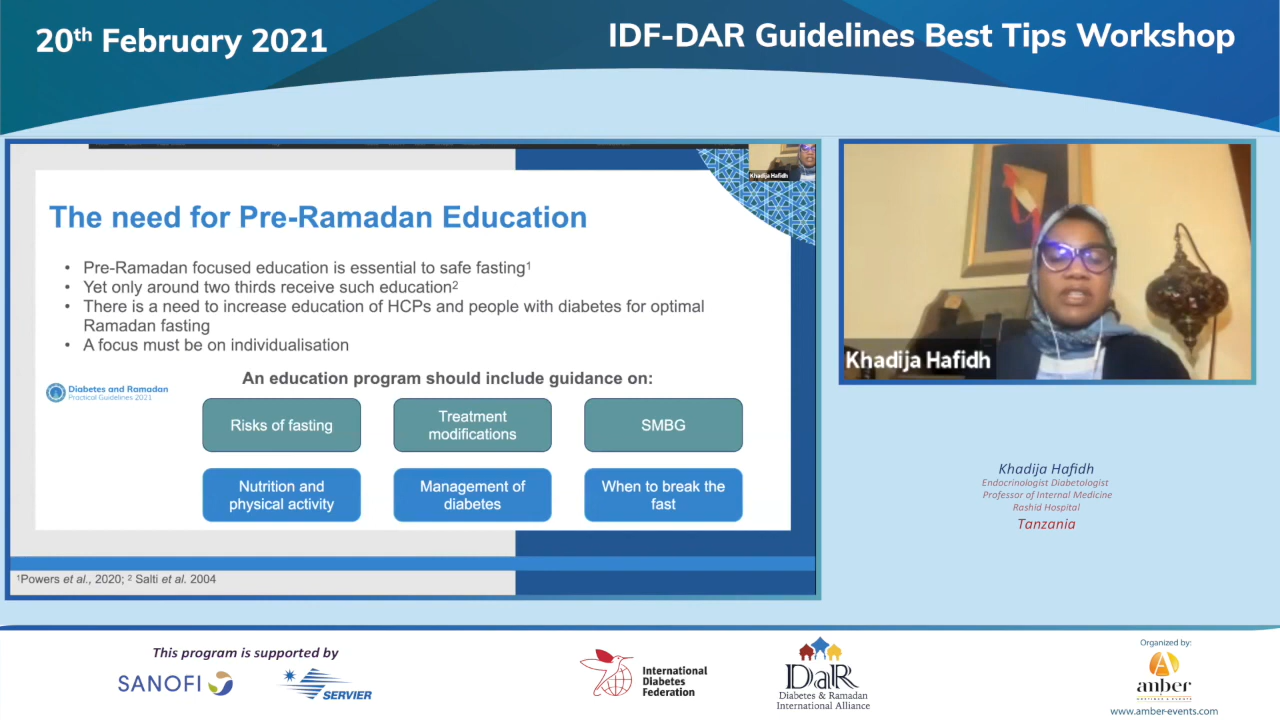 20th February 2021
IDF-DAR Guidelines Best Tips Workshop
Khadija Hafidh
The need for Pre-Ramadan Education
• Pre-Ramadan focused education is essential to safe fasting¹
• Yet only around two thirds receive such education²
• There is a need to increase education of HCPs and people with diabetes for optimal
Ramadan fasting
• A focus must be on individualisation
Diabetes and Ramadan
Practical Guidelines 2021
An education program should include guidance on:
Risks of fasting
Treatment
modifications
SMBG
Nutrition and
physical activity
Management of
diabetes
When to break the
fast
¹Powers et al., 2020; ² Salti et al. 2004
Khadija Hafidh
Khadija Hafidh
Endocrinologist Diabetologist
Professor of Internal Medicine
Rashid Hospital
Tanzania
This program is supported by
SANOFI
SERVIER
International
Diabetes
Federation
DaR
Diabetes & Ramadan
International Alliance
Organized by:
anber
www.amber-events.com